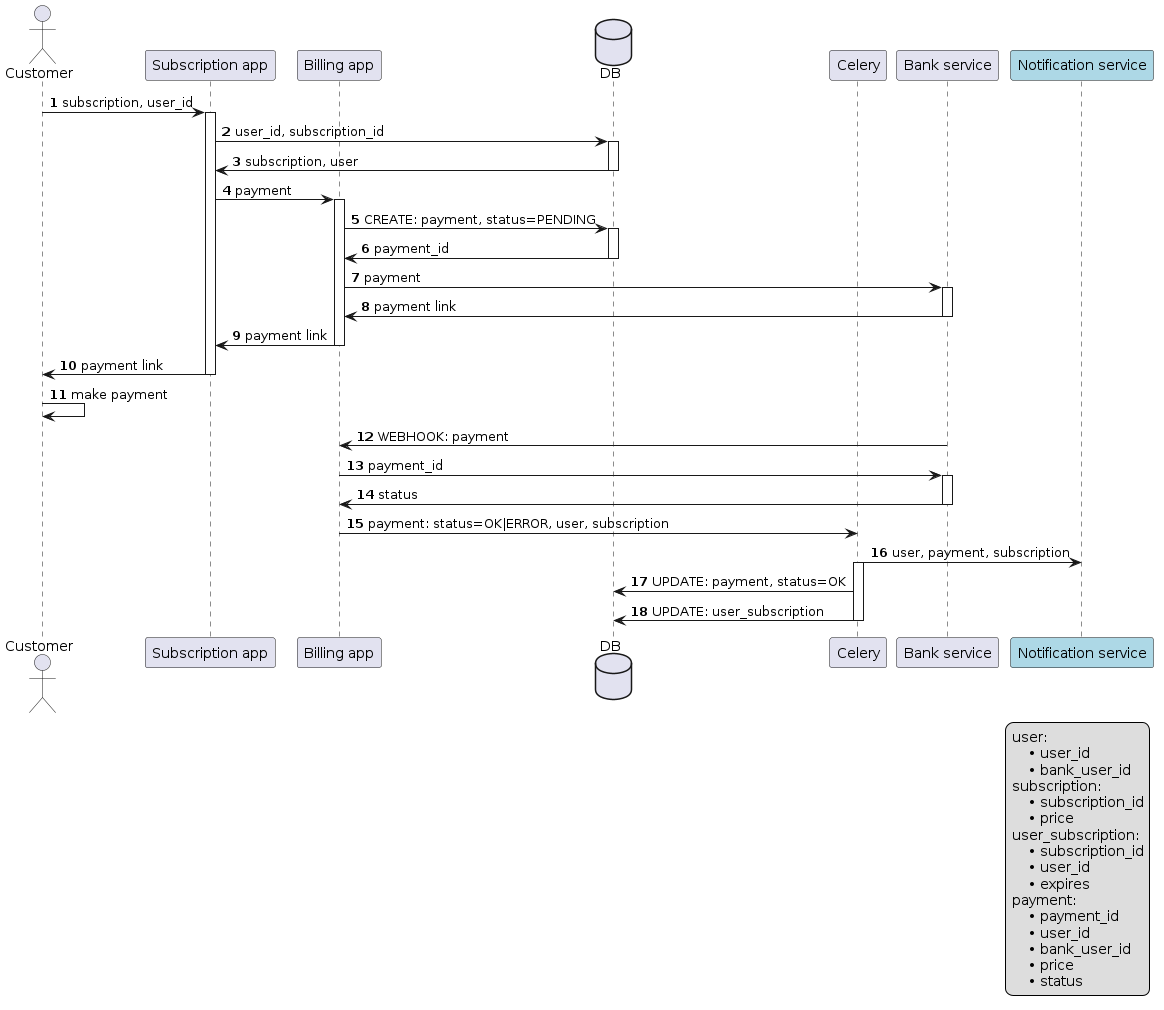 Customer
Subscription app
Billing app
DB
Celery
Bank service
Notification service
1 subscription, user_id
2 user_id, subscription_id
3 subscription, user
4 payment
5 CREATE: payment, status=PENDING
6 payment_id
7 payment
8 payment link
9 payment link
10 payment link
11 make payment
12 WEBHOOK: payment
13 payment_id
14 status
15 payment: status=OK|ERROR, user, subscription
16 user, payment, subscription
17 UPDATE: payment, status=OK
18 UPDATE: user_subscription
Customer
Subscription app
Billing app
DB
Celery
Bank service
Notification service
user:
• user_id
• bank_user_id
subscription:
• subscription_id
• price
user_subscription:
• subscription_id
• user_id
• expires
payment:
• payment_id
• user_id
• bank_user_id
• price
• status